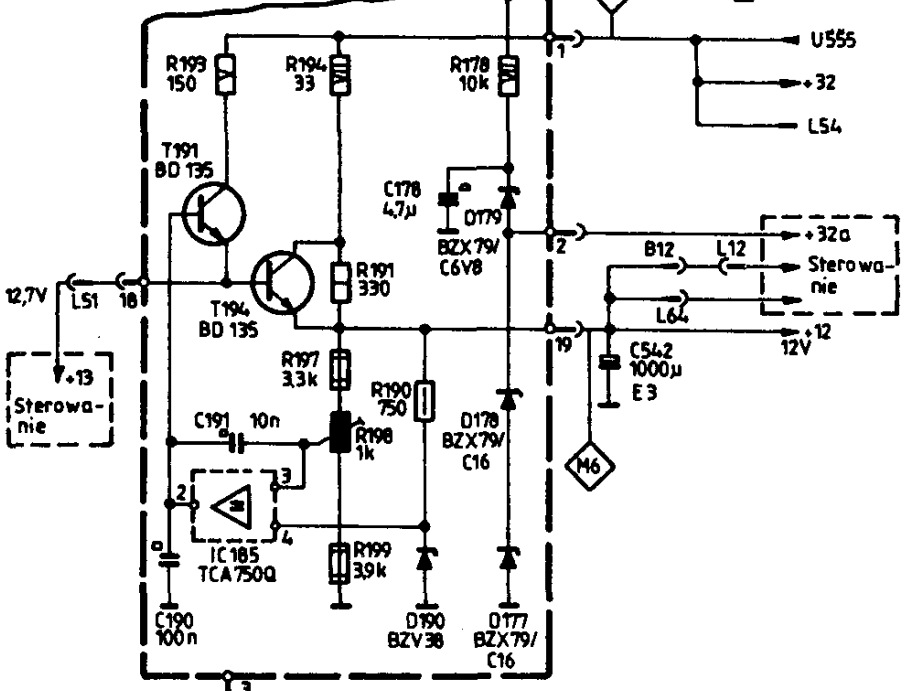 R193
150
R194
33
R178
10k
1
U555
+32
L54
T191
BD 135
C178
4,7µ
D179
BZX79/
C6V8
2
+32a
B12
L12
Sterowa-
nie
L64
12,7V
L51
18
T194
BD 135
R191
330
19
+12
12V
C542
1000µ
E3
+13
Sterowa-
nie
R197
3,3k
R190
750
D178
BZX79/
C16
C191
10n
R198
1k
M6
2
3
4
IC185
TCA750Q
R199
3,9k
C190
100n
D190
BZV38
D177
BZX79/
C16
3